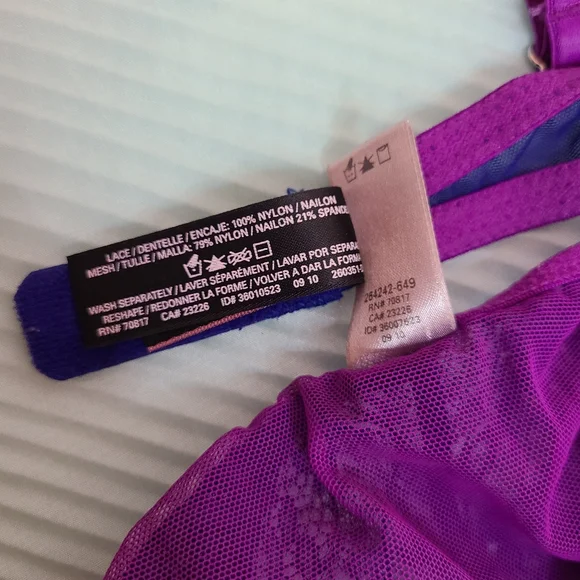 LACE / DENTELLE / ENCAJE: 100% NYLON / NAILON
MESH / TULLE / MALLA: 79% NYLON / NAILON 21% SPANDE
WASH SEPARATELY / LAVER SÉPARÉMENT / LAVAR POR SEPARA
RESHAPE / REDONNER LA FORME / VOLVER A DAR LA FORMA
RN# 70817 CA# 23226 ID# 36010523 09 10 260351-
264242-649
RN# 70817
CA# 23226
ID# 36007623
09 10